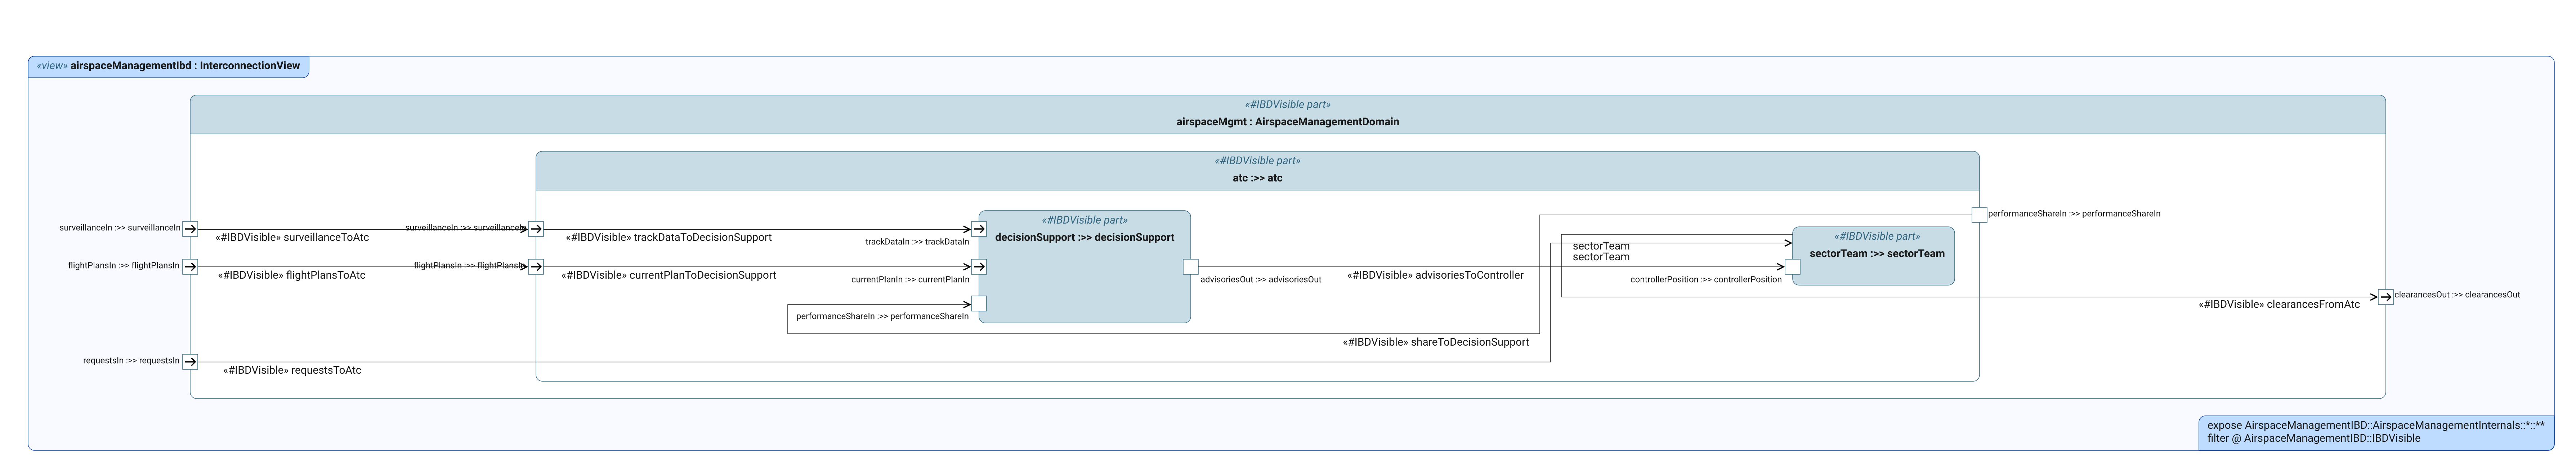 «view» airspaceManagementIbd : InterconnectionView
«#IBDVisible part»
airspaceMgmt : AirspaceManagementDomain
«#IBDVisible part»
atc :>> atc
surveillanceIn :>> surveillanceIn
«#IBDVisible» surveillanceToAtc
surveillanceIn :>> surveillanceIn
«#IBDVisible» trackDataToDecisionSupport
trackDataIn :>> trackDataIn
«#IBDVisible part»
decisionSupport :>> decisionSupport
performanceShareIn :>> performanceShareIn
«#IBDVisible part»
sectorTeam :>> sectorTeam
sectorTeam
sectorTeam
flightPlansIn :>> flightPlansIn
«#IBDVisible» flightPlansToAtc
flightPlansIn :>> flightPlansIn
«#IBDVisible» currentPlanToDecisionSupport
currentPlanIn :>> currentPlanIn
advisoriesOut :>> advisoriesOut
«#IBDVisible» advisoriesToController
controllerPosition :>> controllerPosition
clearancesOut :>> clearancesOut
«#IBDVisible» clearancesFromAtc
performanceShareIn :>> performanceShareIn
«#IBDVisible» shareToDecisionSupport
requestsIn :>> requestsIn
«#IBDVisible» requestsToAtc
expose AirspaceManagementIBD::AirspaceManagementInternals::*::**
filter @ AirspaceManagementIBD::IBDVisible